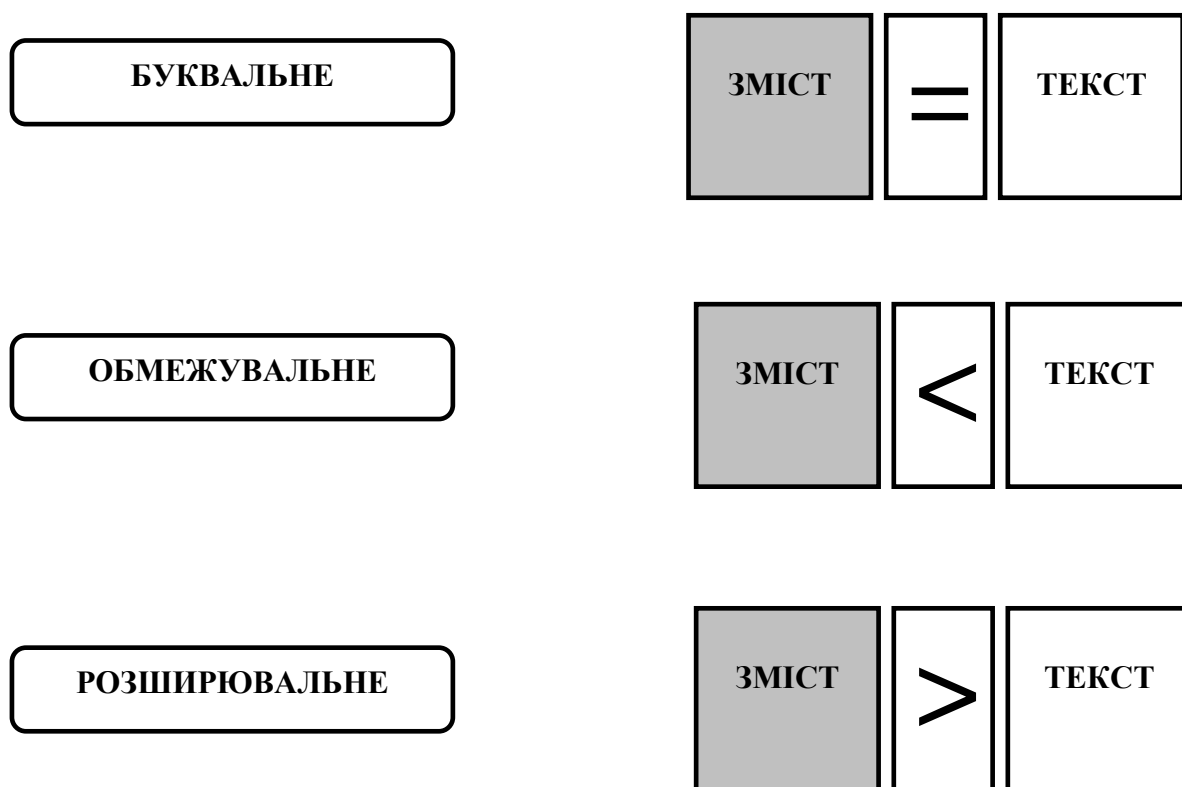 БУКВАЛЬНЕ
ЗМІСТ = ТЕКСТ
ОБМЕЖУВАЛЬНЕ
ЗМІСТ < ТЕКСТ
РОЗШИРЮВАЛЬНЕ
ЗМІСТ > ТЕКСТ